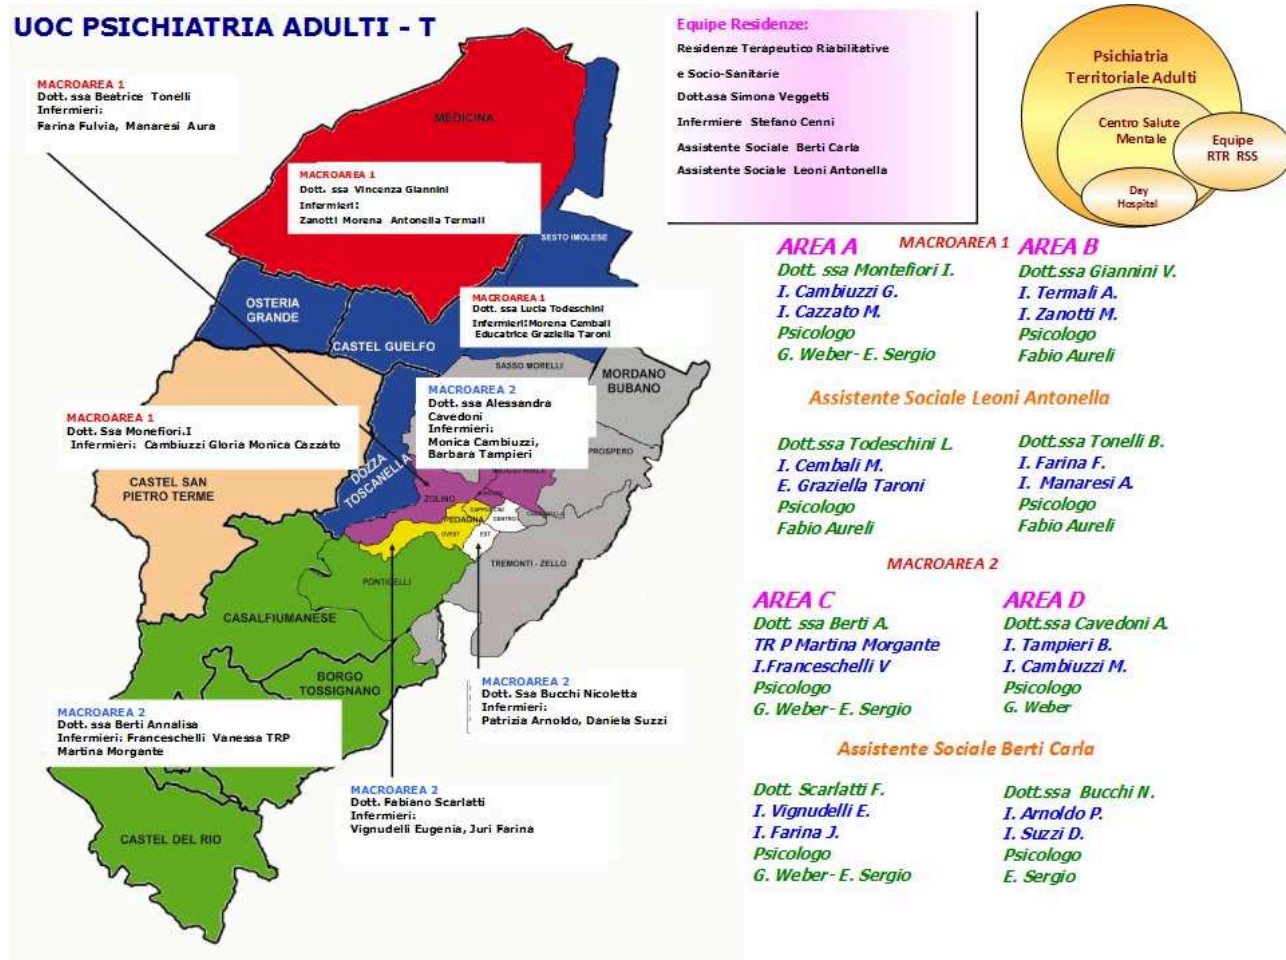 UOC PSICHIATRIA ADULTI - T
MACROAREA 1
Dott. ssa Beatrice Tonelli
Infermieri:
Farina Fulvia, Manaresi Aura
MEDICINA
MACROAREA 1
Dott. ssa Vincenza Giannini
Infermieri:
Zanotti Morena Antonella Termali
SESTO IMOLESE
OSTERIA
GRANDE
CASTEL GUELFO
MACROAREA 1
Dott. ssa Lucia Todeschini
Infermieri:Morena Cembali
Educatrice Graziella Taroni
SASSO MORELLI
MORDANO
BUBANO
MACROAREA 2
Dott. ssa Alessandra
Cavedoni
Infermieri:
Monica Cambiuzzi,
Barbara Tampieri
MACROAREA 1
Dott. Ssa Monefiori.I
Infermieri: Cambiuzzi Gloria Monica Cazzato
CASTEL SAN
PIETRO TERME
DOZZA
TOSCANELLA
PROSPERO
ZOLINO
PEDAGNA
CENTRO
OVEST
EST
TREMONTI - ZELLO
PONTICELLI
CASALFIUMANESE
BORGO
TOSSIGNANO
MACROAREA 2
Dott. Ssa Bucchi Nicoletta
Infermieri:
Patrizia Arnoldo, Daniela Suzzi
MACROAREA 2
Dott. ssa Berti Annalisa
Infermieri: Franceschelli Vanessa TRP
Martina Morgante
MACROAREA 2
Dott. Fabiano Scarlatti
Infermieri:
Vignudelli Eugenia, Juri Farina
CASTEL DEL RIO
Equipe Residenze:
Residenze Terapeutico Riabilitative
e Socio-Sanitarie
Dott.ssa Simona Veggetti
Infermiere Stefano Cenni
Assistente Sociale Berti Carla
Assistente Sociale Leoni Antonella
Psichiatria
Territoriale Adulti
Centro Salute
Mentale
Equipe
RTR RSS
Day
Hospital
AREA A MACROAREA 1 AREA B
Dott. ssa Montefiori I. Dott.ssa Giannini V.
I. Cambiuzzi G. I. Termali A.
I. Cazzato M. I. Zanotti M.
Psicologo Psicologo
G. Weber- E. Sergio Fabio Aureli
Assistente Sociale Leoni Antonella
Dott.ssa Todeschini L. Dott.ssa Tonelli B.
I. Cembali M. I. Farina F.
E. Graziella Taroni I. Manaresi A.
Psicologo Psicologo
Fabio Aureli Fabio Aureli
MACROAREA 2
AREA C AREA D
Dott. ssa Berti A. Dott.ssa Cavedoni A.
TR P Martina Morgante I. Tampieri B.
I.Franceschelli V I. Cambiuzzi M.
Psicologo Psicologo
G. Weber- E. Sergio G. Weber
Assistente Sociale Berti Carla
Dott. Scarlatti F. Dott.ssa Bucchi N.
I. Vignudelli E. I. Arnoldo P.
I. Farina J. I. Suzzi D.
Psicologo Psicologo
G. Weber- E. Sergio E. Sergio